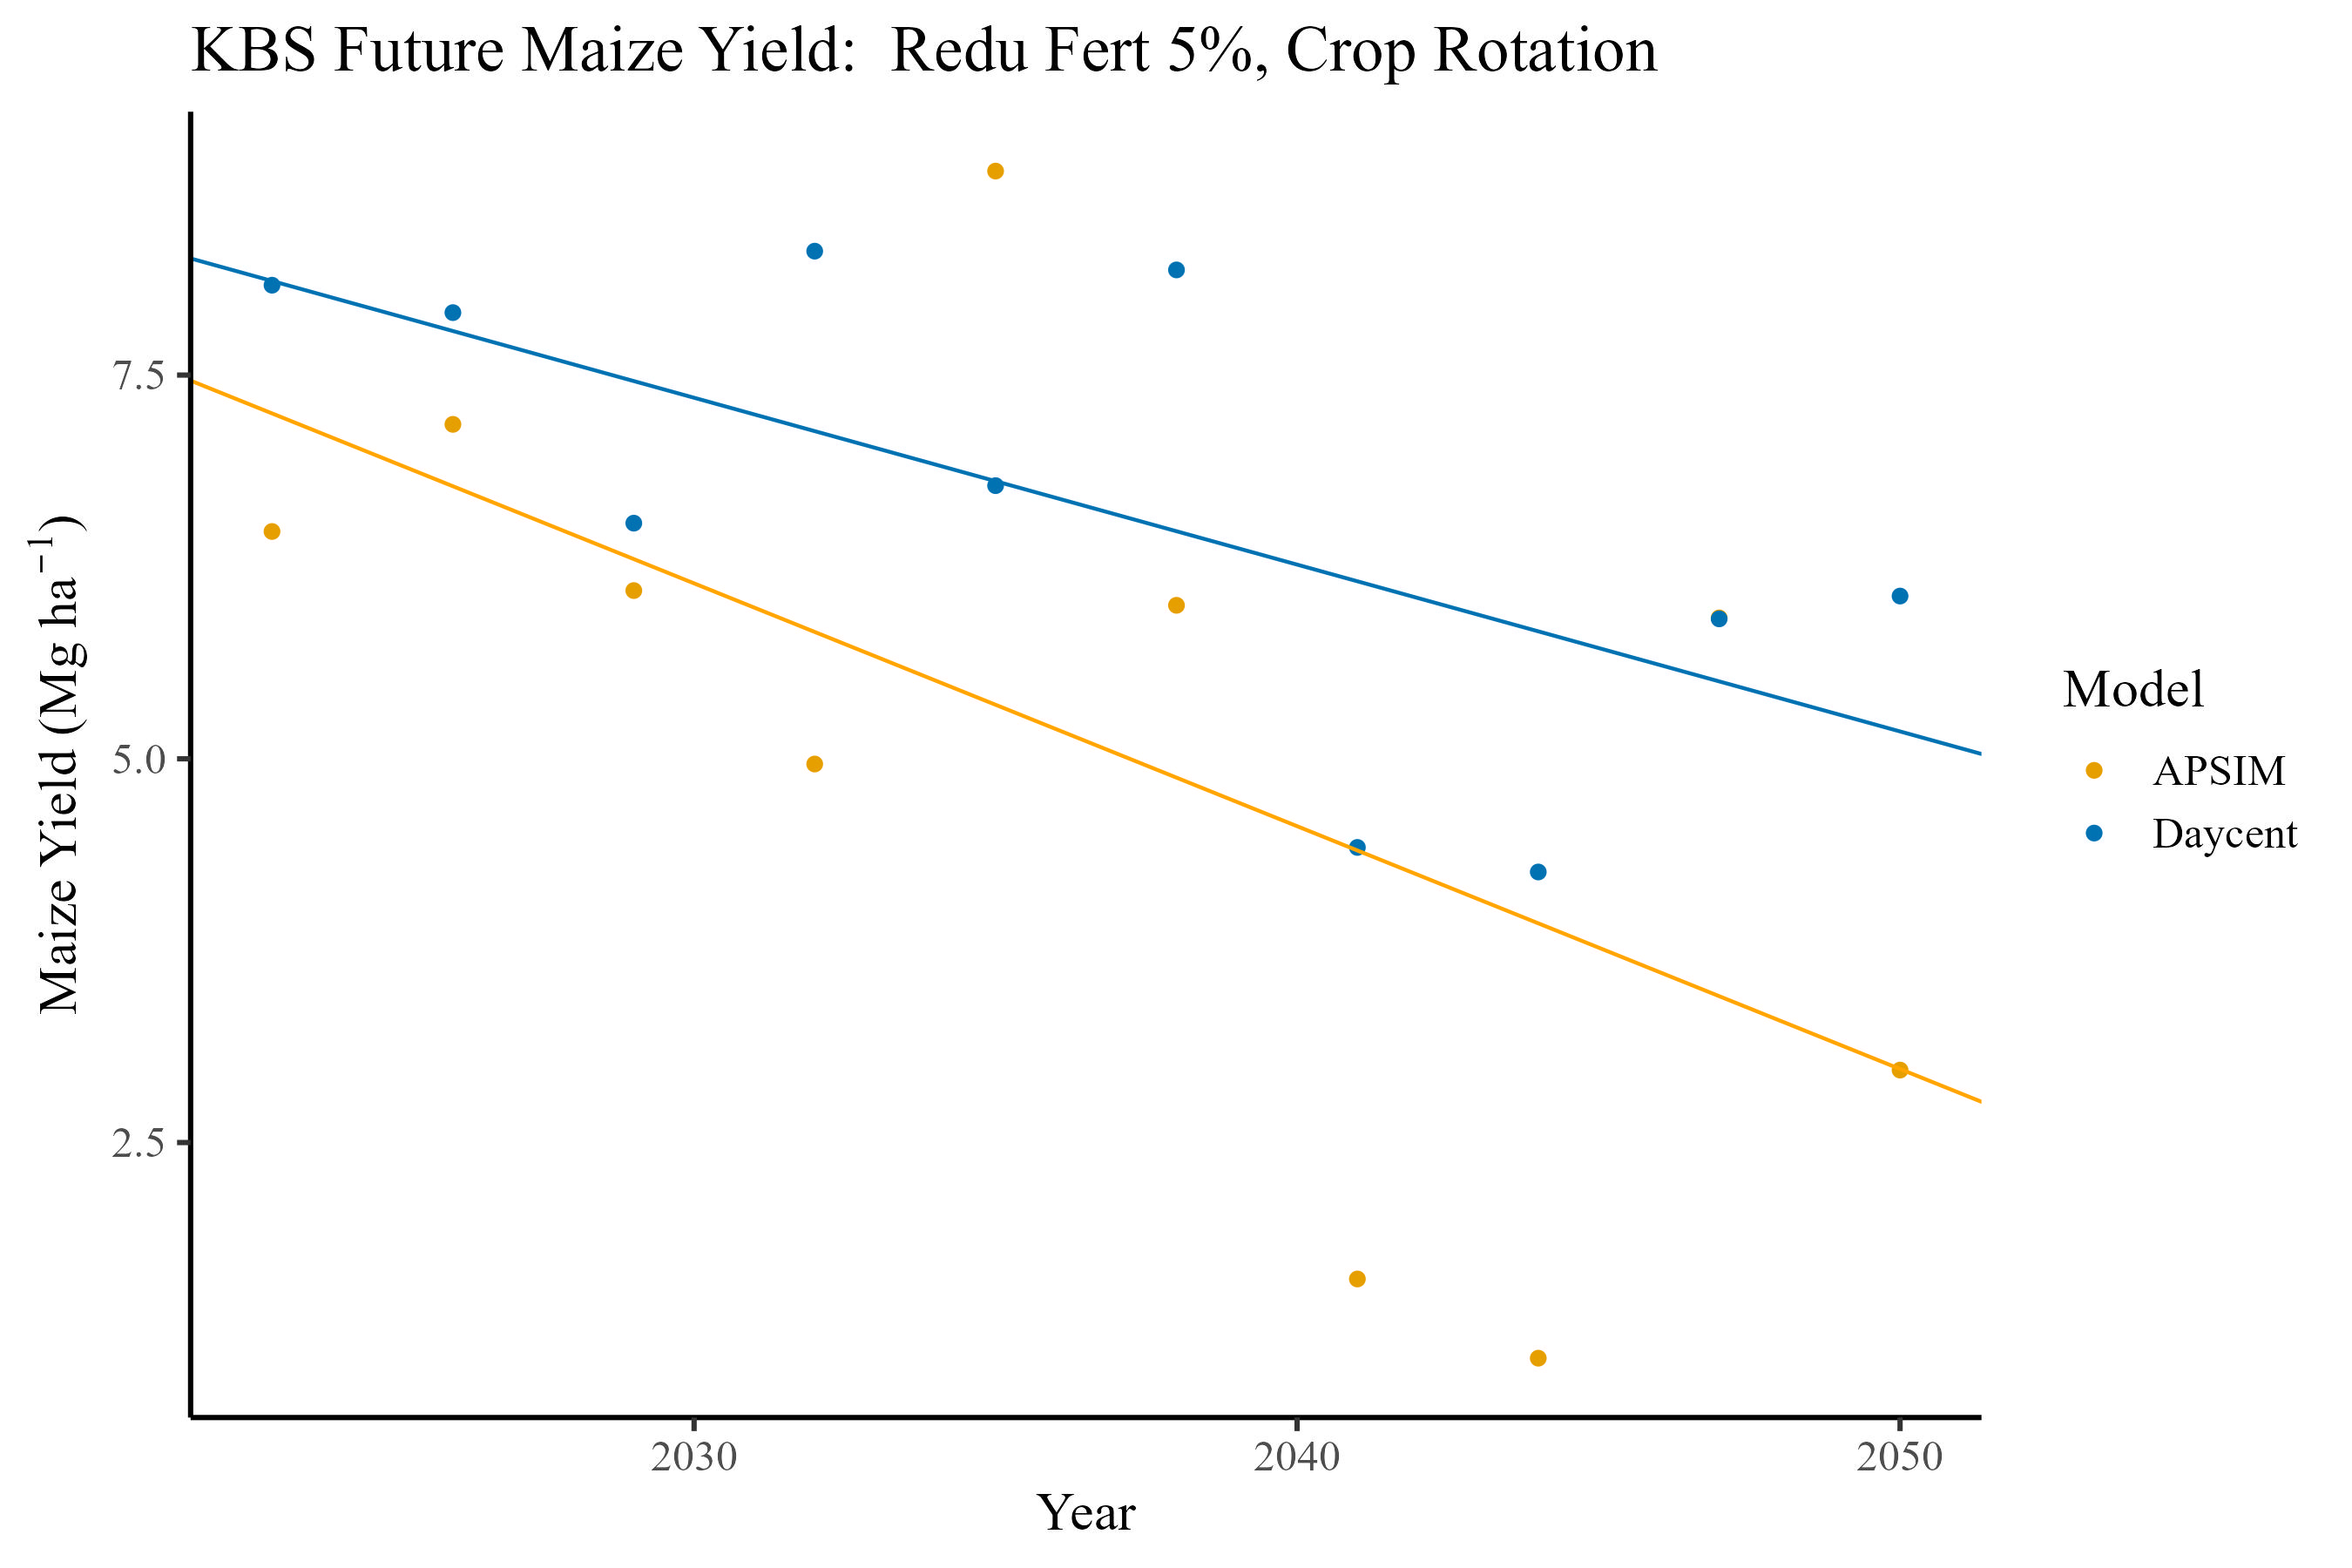 KBS Future Maize Yield:  Redu Fert 5%, Crop Rotation
Maize Yield (Mg ha⁻¹)
7.5
5.0
2.5
2030
2040
2050
Year
Model
APSIM
Daycent